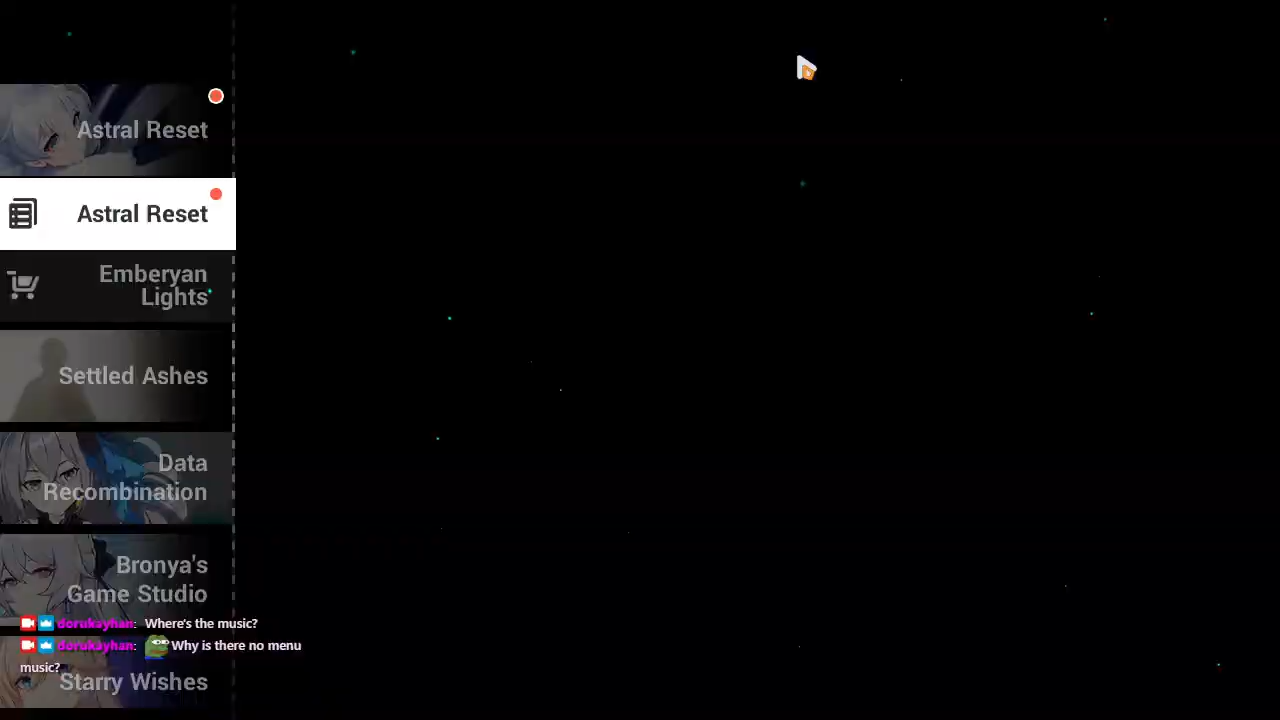 Astral Reset
Astral Reset
Emberyan
Lights
Settled Ashes
Data
Recombination
Bronya's
Game Studio
dorukayhan: Where's the music?
dorukayhan: Why is there no menu
music?
Starry Wishes